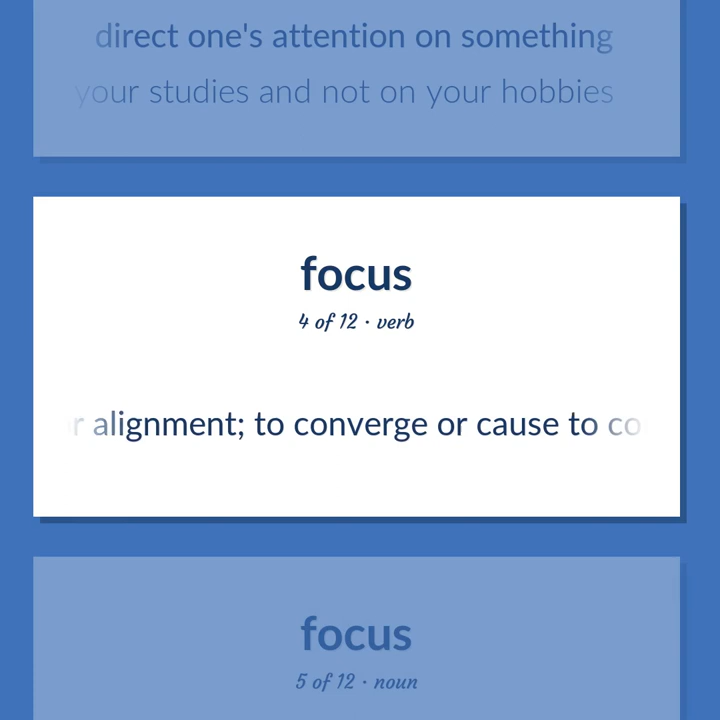 direct one's attention on something
your studies and not on your hobbies
focus
4 of 12 · verb
r alignment; to converge or cause to co
focus
5 of 12 · noun